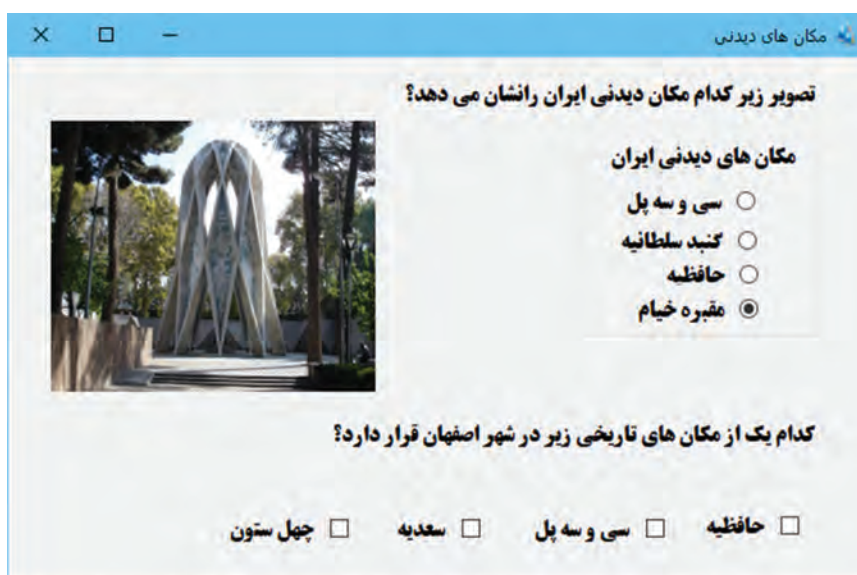 مکان های دیدنی
تصویر زیر کدام مکان دیدنی ایران رانشان می دهد؟
مکان های دیدنی ایران
سی و سه پل
گنبد سلطانیه
حافظیه
مقبره خیام
کدام یک از مکان های تاریخی زیر در شهر اصفهان قرار دارد؟
حافظیه سی و سه پل سعدیه چهل ستون